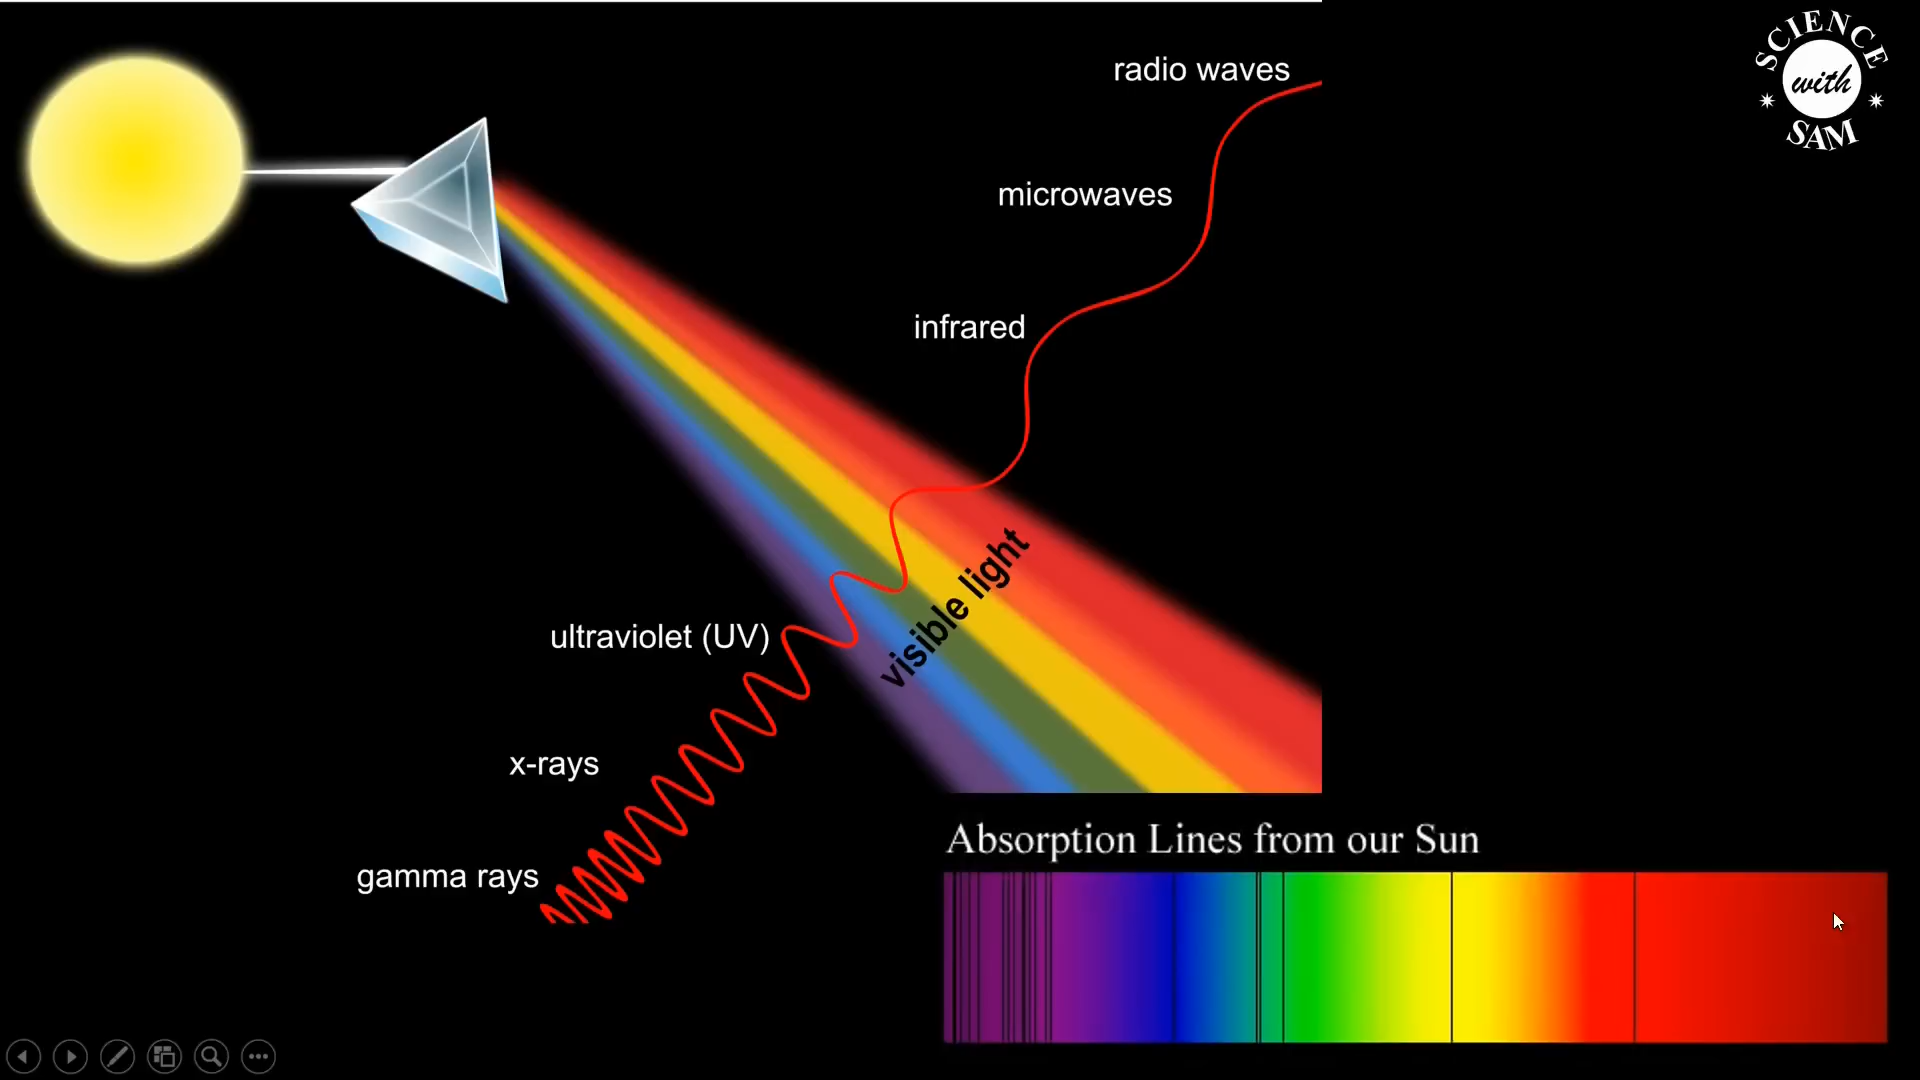 SCIENCE
with
SAM
radio waves
microwaves
infrared
visible light
ultraviolet (UV)
x-rays
gamma rays
Absorption Lines from our Sun